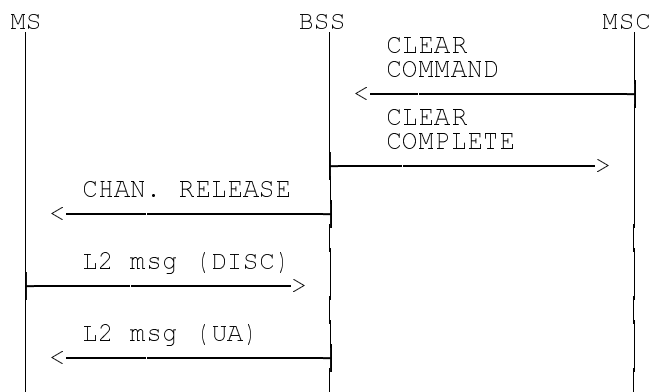 MS BSS MSC
CLEAR
COMMAND
CLEAR
COMPLETE
CHAN. RELEASE
L2 msg (DISC)
L2 msg (UA)